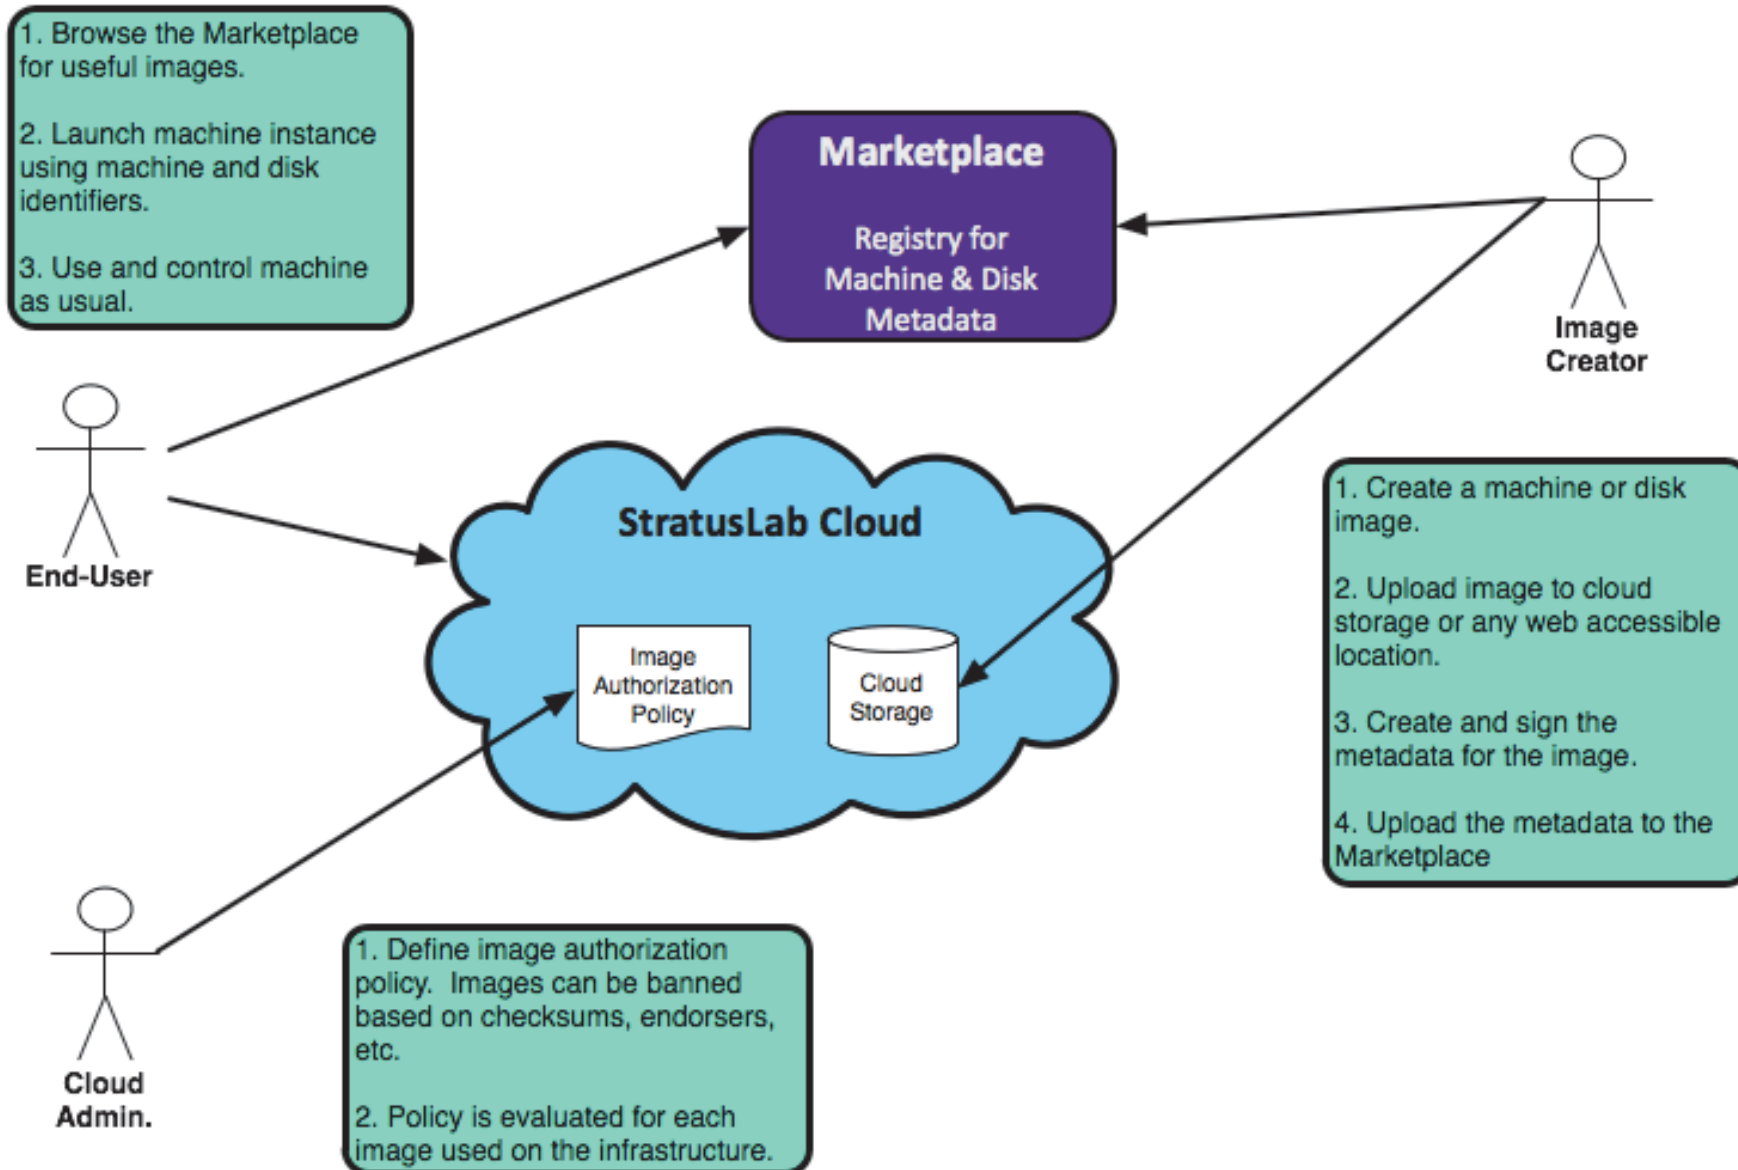 1. Browse the Marketplace
for useful images.
2. Launch machine instance
using machine and disk
identifiers.
3. Use and control machine
as usual.
Marketplace
Registry for
Machine & Disk
Metadata
Image
Creator
End-User
StratusLab Cloud
Image
Authorization
Policy
Cloud
Storage
1. Create a machine or disk
image.
2. Upload image to cloud
storage or any web accessible
location.
3. Create and sign the
metadata for the image.
4. Upload the metadata to the
Marketplace
Cloud
Admin.
1. Define image authorization
policy.  Images can be banned
based on checksums, endorsers,
etc.
2. Policy is evaluated for each
image used on the infrastructure.